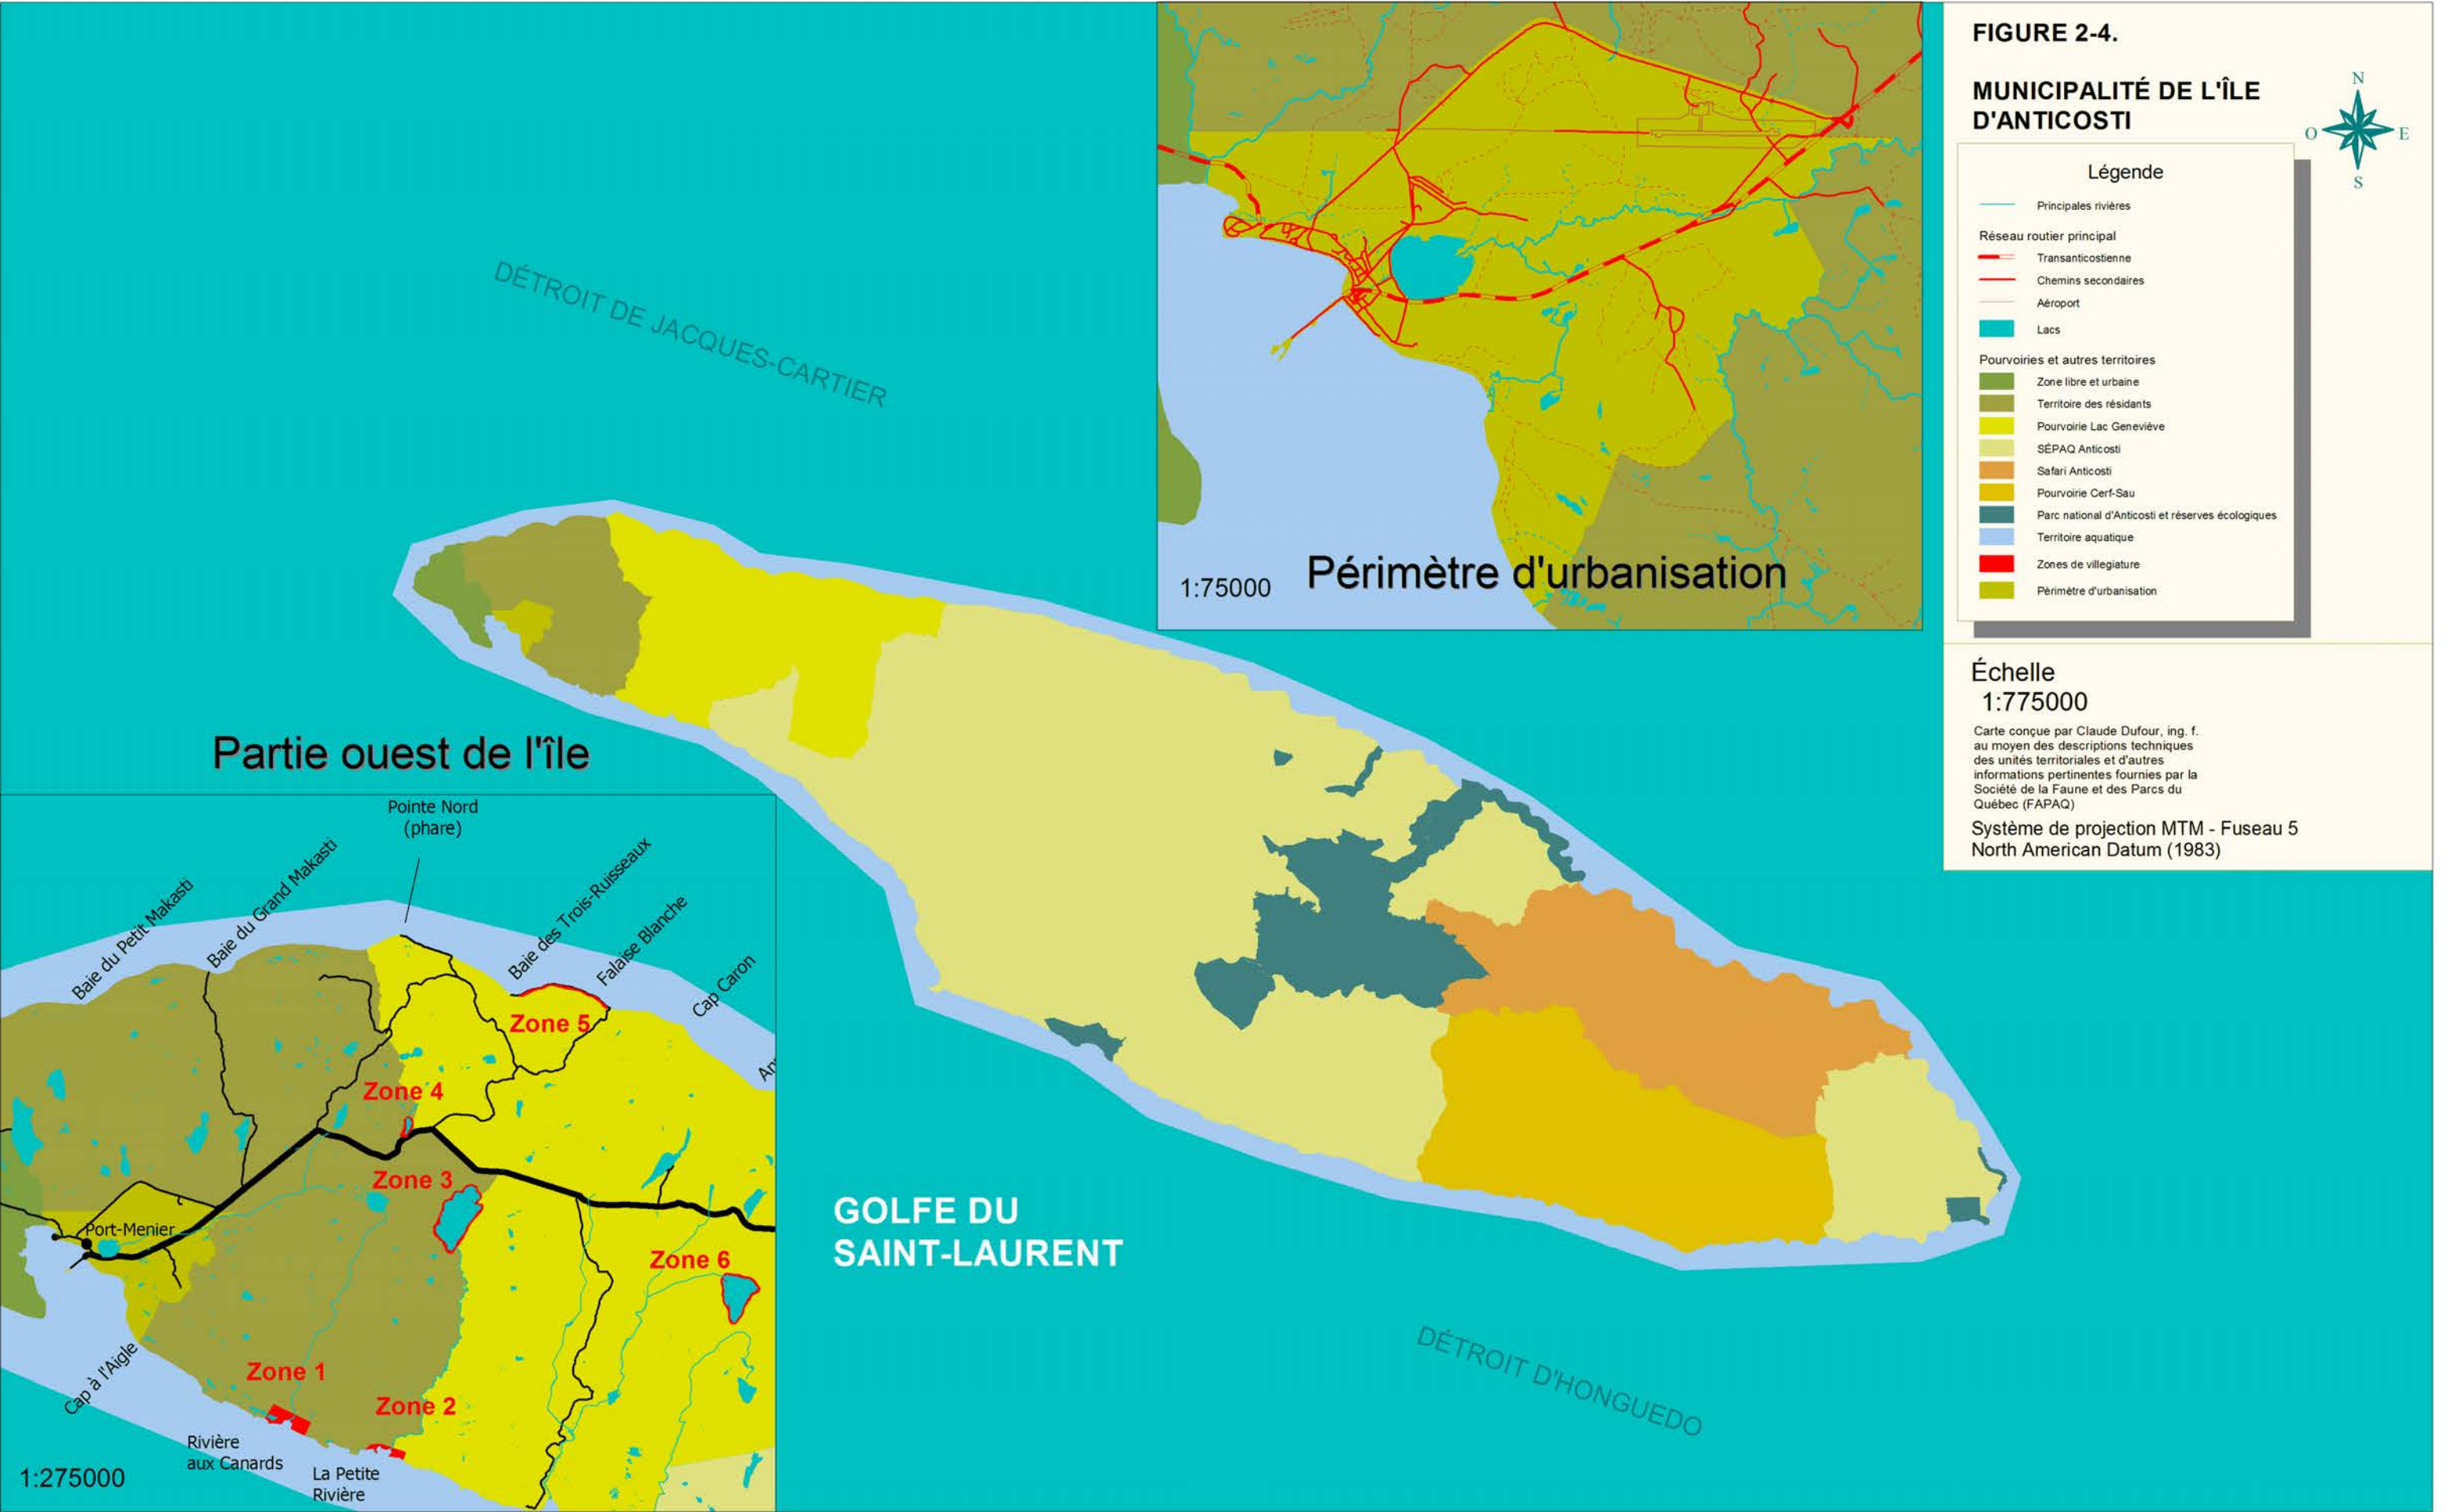 FIGURE 2-4.
MUNICIPALITÉ DE L'ÎLE
D'ANTICOSTI
N
O
E
S
Légende
Principales rivières
Réseau routier principal
Transanticostienne
Chemins secondaires
Aéroport
Lacs
Pourvoiries et autres territoires
Zone libre et urbaine
Territoire des résidants
Pourvoirie Lac Geneviève
SÉPAQ Anticosti
Safari Anticosti
Pourvoirie Cerf-Sau
Parc national d'Anticosti et réserves écologiques
Territoire aquatique
Zones de villegiature
Périmètre d'urbanisation
Échelle
1:775000
Carte conçue par Claude Dufour, ing. f.
au moyen des descriptions techniques
des unités territoriales et d'autres
informations pertinentes fournies par la
Société de la Faune et des Parcs du
Québec (FAPAQ)
Système de projection MTM - Fuseau 5
North American Datum (1983)
1:75000
Périmètre d'urbanisation
DÉTROIT DE JACQUES-CARTIER
Partie ouest de l'île
Pointe Nord
(phare)
Baie du Petit Makasti
Baie du Grand Makasti
Baie des Trois-Ruisseaux
Falaise Blanche
Cap Caron
An
Zone 5
Zone 4
Zone 3
Port-Menier
Zone 6
Zone 1
Zone 2
Cap à l'Aigle
Rivière
aux Canards
La Petite
Rivière
1:275000
GOLFE DU
SAINT-LAURENT
DÉTROIT D'HONGUEDO